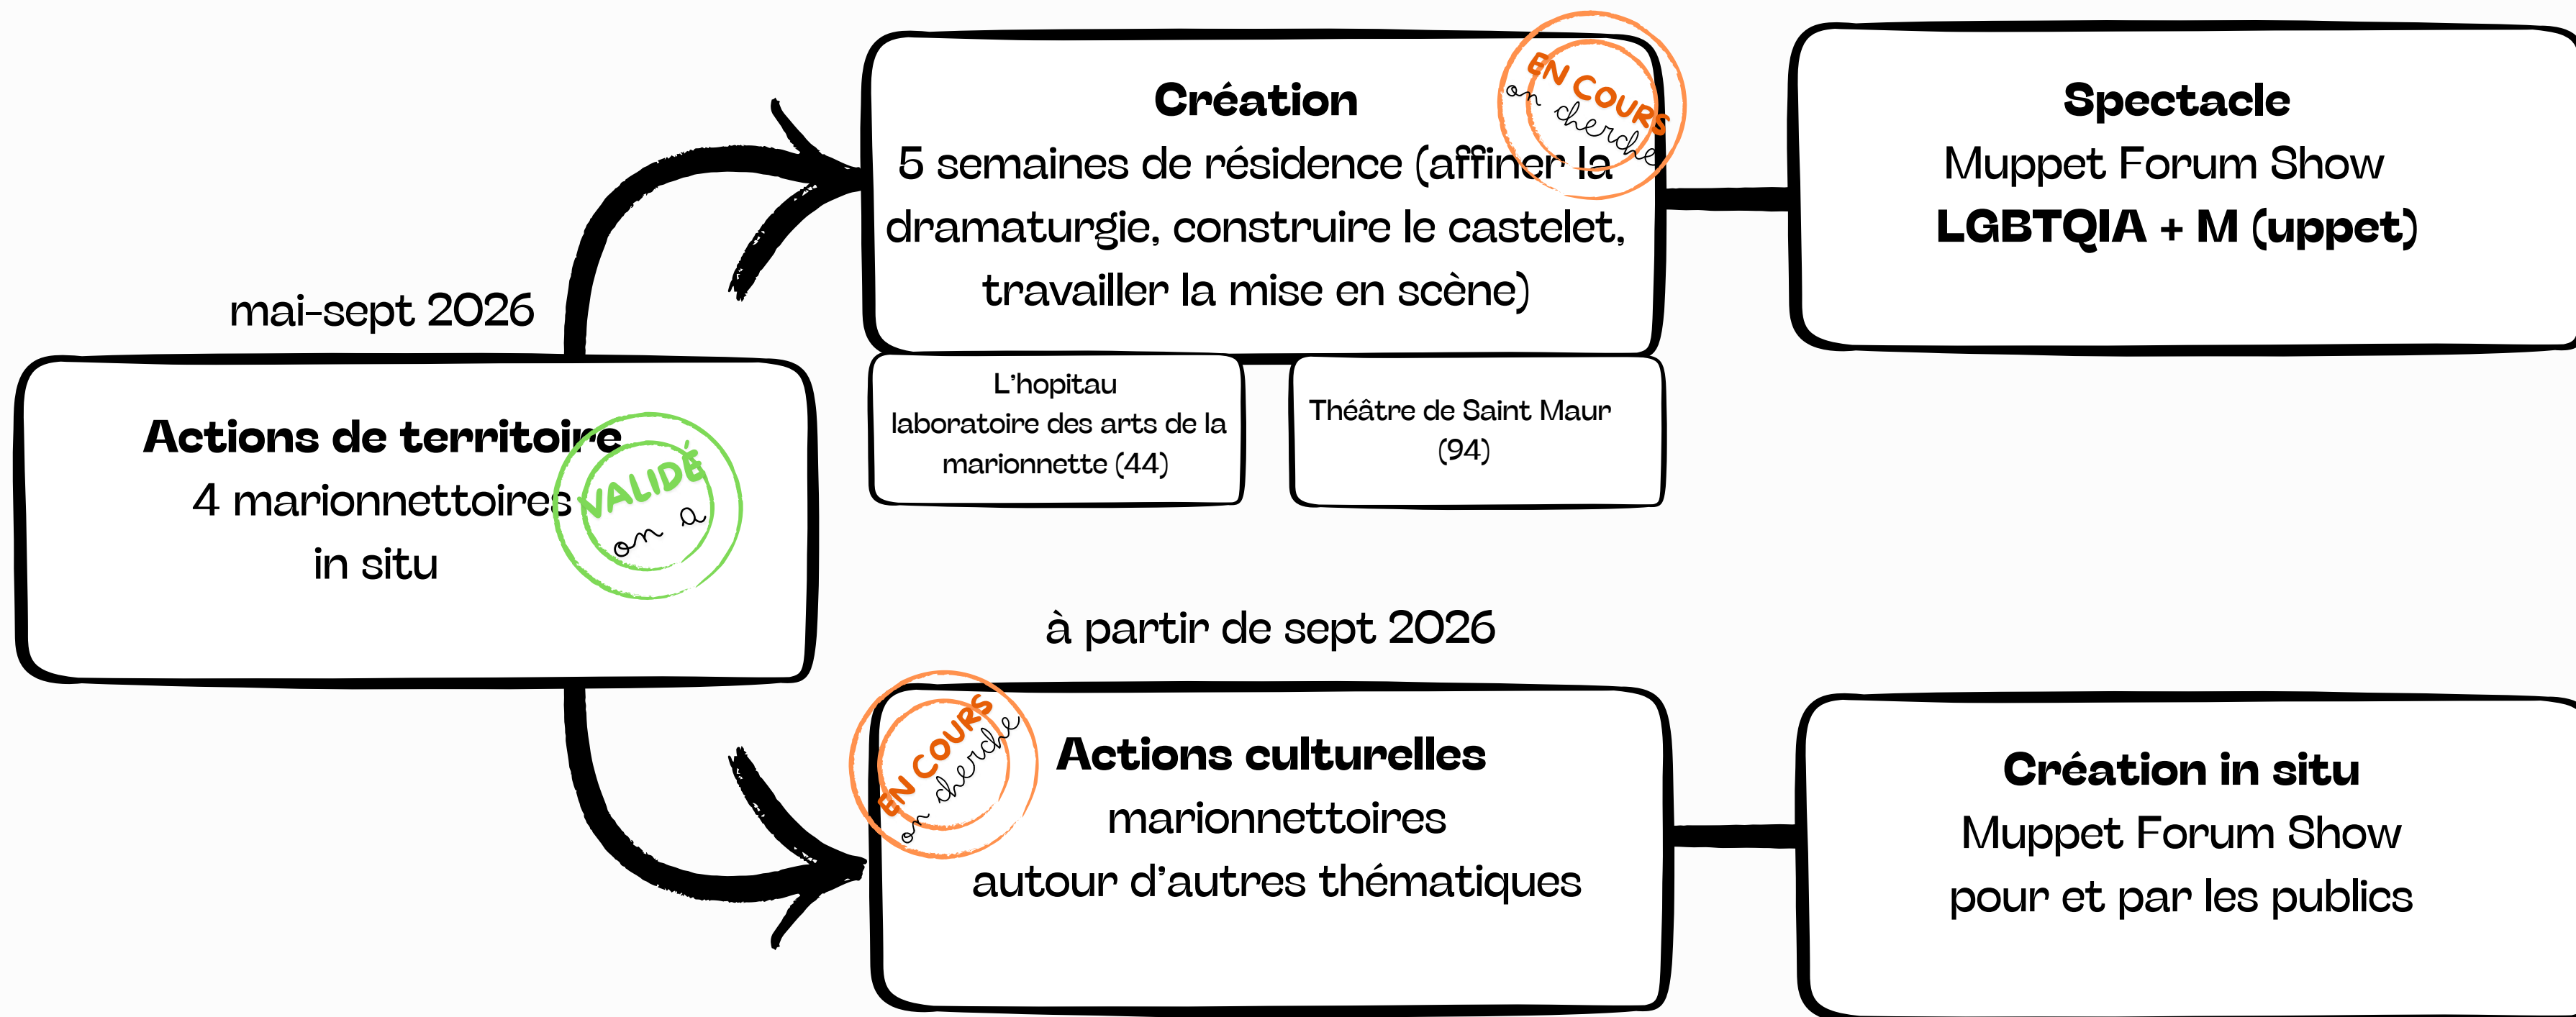 mai-sept 2026
Actions de territoire
4 marionnettoires
in situ
VALIDÉ
on a
Création
5 semaines de résidence (affiner la
dramaturgie, construire le castelet,
travailler la mise en scène)
EN COURS
on cherche
L'hopitau
laboratoire des arts de la
marionnette (44)
Théâtre de Saint Maur
(94)
Spectacle
Muppet Forum Show
LGBTQIA + M (uppet)
à partir de sept 2026
EN COURS
on cherche
Actions culturelles
marionnettoires
autour d'autres thématiques
Création in situ
Muppet Forum Show
pour et par les publics